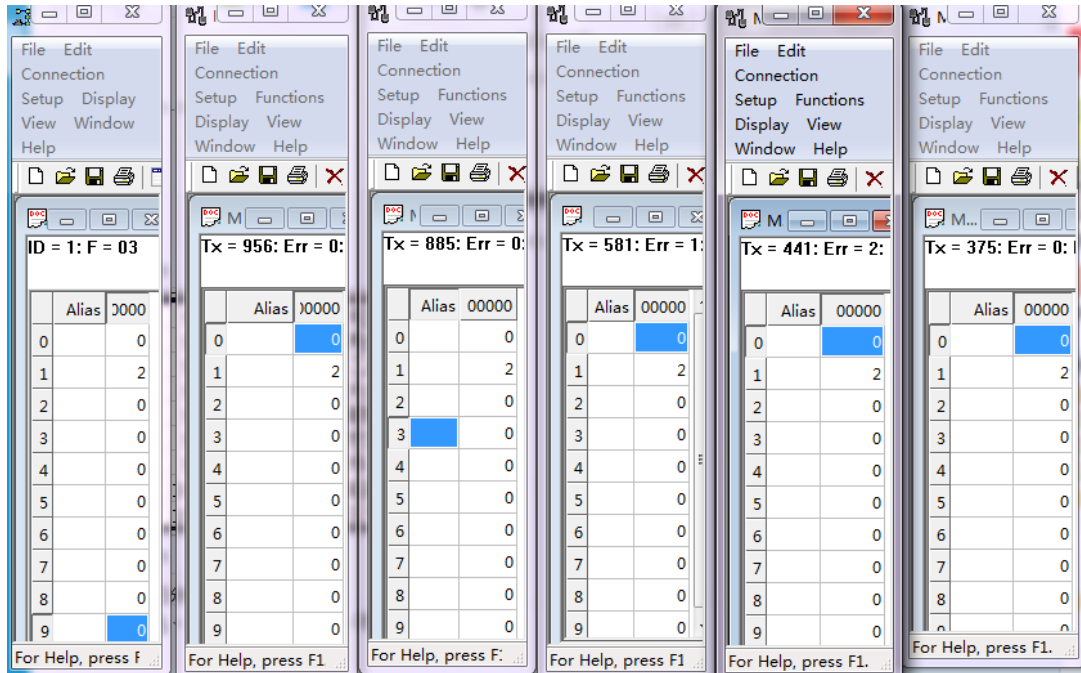 File Edit
Connection
Setup Display
View Window
Help
ID = 1: F = 03
Alias 0000
0 0
1 2
2 0
3 0
4 0
5 0
6 0
7 0
8 0
9 0
For Help, press F
File Edit
Connection
Setup Functions
Display View
Window Help
M
Tx = 956: Err = 0:
Alias 00000
0 0
1 2
2 0
3 0
4 0
5 0
6 0
7 0
8 0
9 0
For Help, press F1
File Edit
Connection
Setup Functions
Display View
Window Help
Tx = 885: Err = 0:
Alias 00000
0 0
1 2
2 0
3 0
4 0
5 0
6 0
7 0
8 0
9 0
For Help, press F:
File Edit
Connection
Setup Functions
Display View
Window Help
Tx = 581: Err = 1:
Alias 00000
0 0
1 2
2 0
3 0
4 0
5 0
6 0
7 0
8 0
9 0
For Help, press F1
File Edit
Connection
Setup Functions
Display View
Window Help
M
Tx = 441: Err = 2:
Alias 00000
0 0
1 2
2 0
3 0
4 0
5 0
6 0
7 0
8 0
9 0
For Help, press F1.
File Edit
Connection
Setup Functions
Display View
Window Help
M...
Tx = 375: Err = 0:
Alias 00000
0 0
1 2
2 0
3 0
4 0
5 0
6 0
7 0
8 0
For Help, press F1.